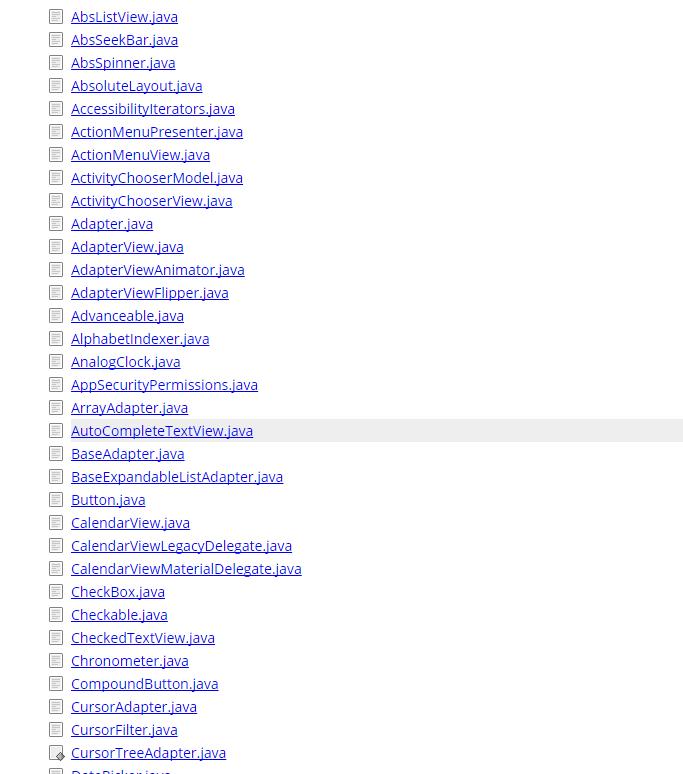 AbsListView.java
AbsSeekBar.java
AbsSpinner.java
AbsoluteLayout.java
AccessibilityIterators.java
ActionMenuPresenter.java
ActionMenuView.java
ActivityChooserModel.java
ActivityChooserView.java
Adapter.java
AdapterView.java
AdapterViewAnimator.java
AdapterViewFlipper.java
Advanceable.java
AlphabetIndexer.java
AnalogClock.java
AppSecurityPermissions.java
ArrayAdapter.java
AutoCompleteTextView.java
BaseAdapter.java
BaseExpandableListAdapter.java
Button.java
CalendarView.java
CalendarViewLegacyDelegate.java
CalendarViewMaterialDelegate.java
CheckBox.java
Checkable.java
CheckedTextView.java
Chronometer.java
CompoundButton.java
CursorAdapter.java
CursorFilter.java
CursorTreeAdapter.java